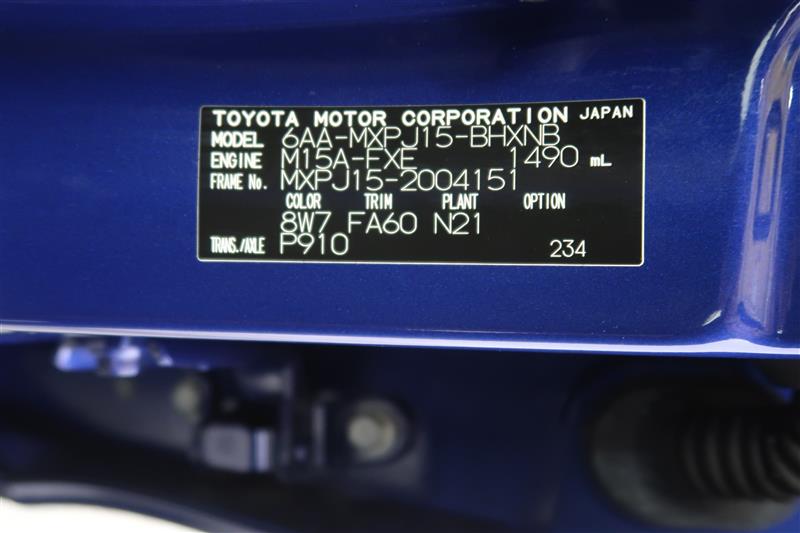 TOYOTA MOTOR CORPORATION JAPAN
MODEL 6AA-MXPJ15-BHXNB
ENGINE M15A-FXE 1490 mL
FRAME No. MXPJ15-2004151
COLOR TRIM PLANT OPTION
8W7 FA60 N21
TRANS./AXLE P910 234